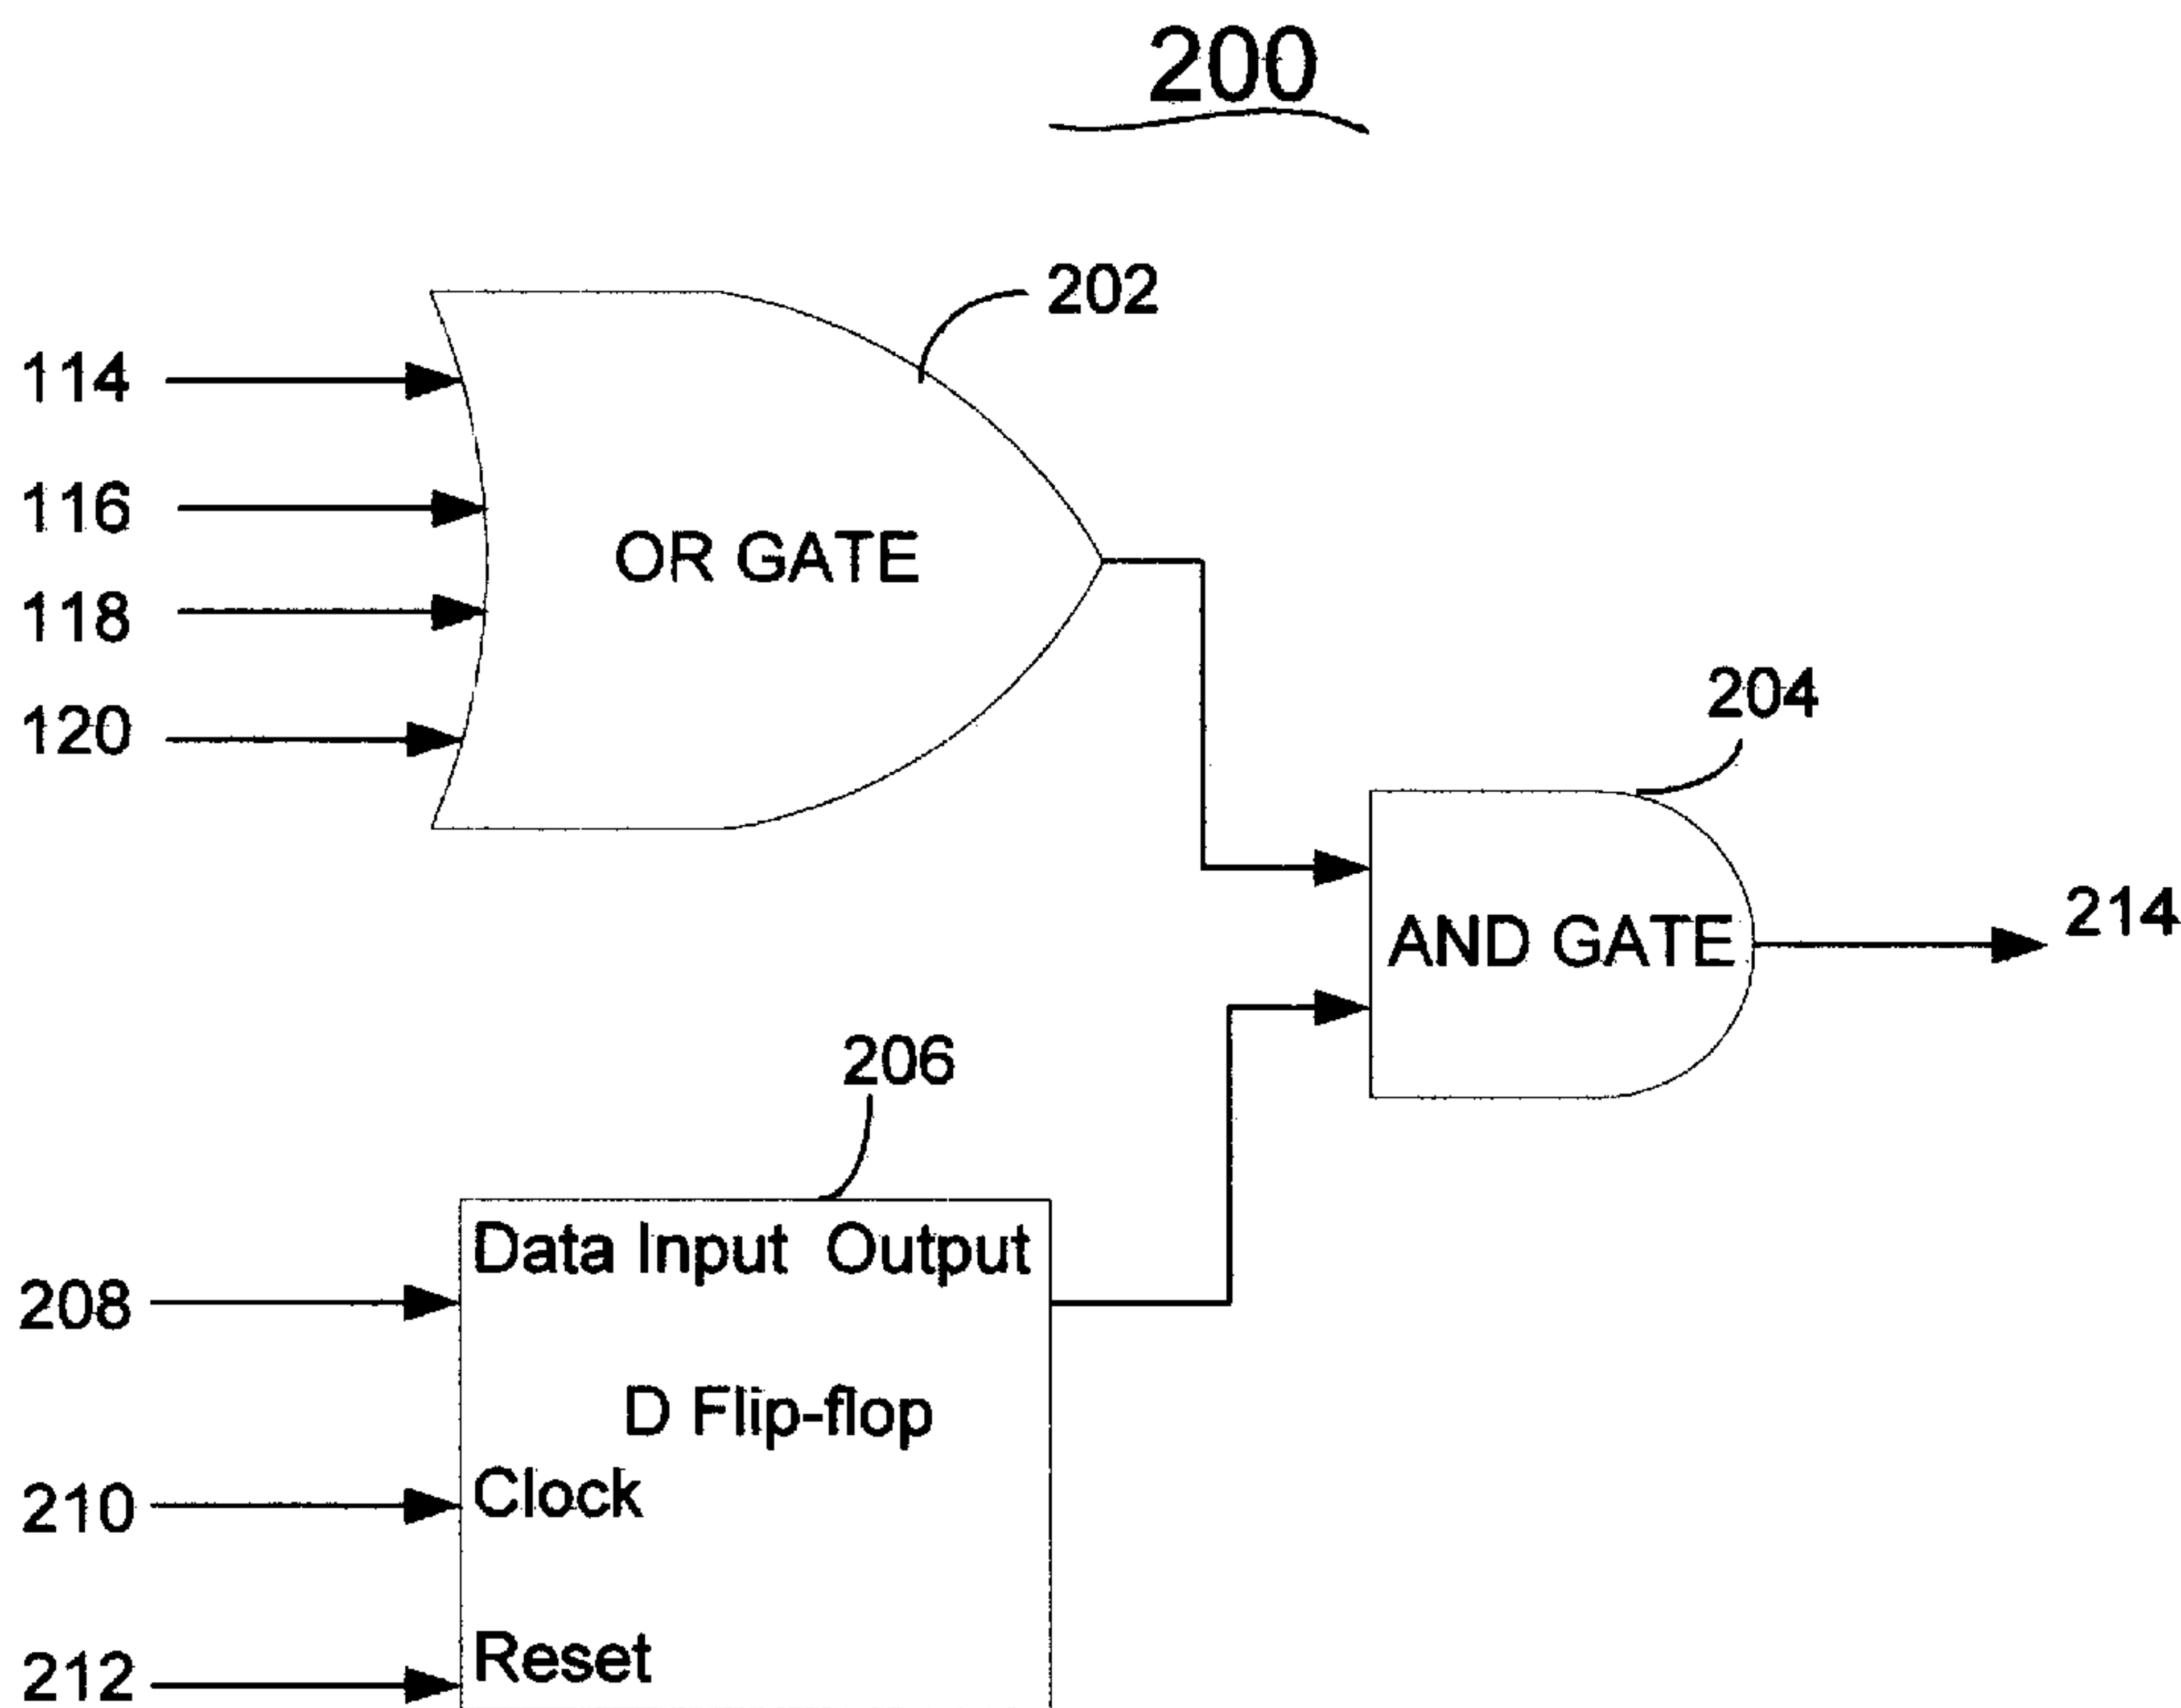 200
202
114
116
OR GATE
118
120
204
214
AND GATE
206
Data Input Output
208
D Flip-flop
Clock
210
Reset
212